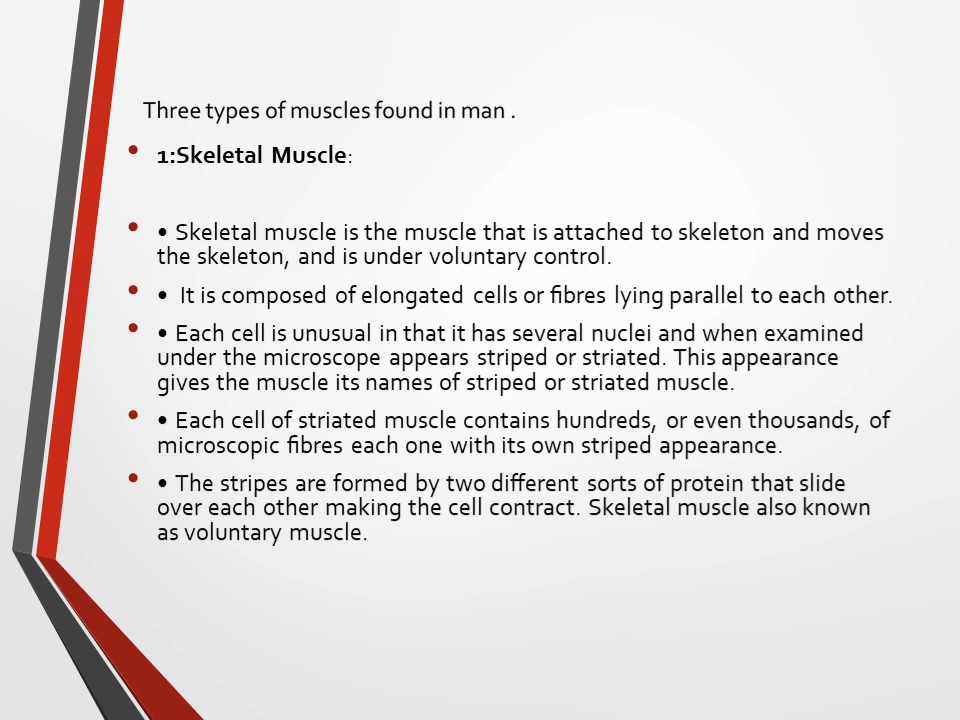 Three types of muscles found in man .
• 1:Skeletal Muscle:
• • Skeletal muscle is the muscle that is attached to skeleton and moves
the skeleton, and is under voluntary control.
• • It is composed of elongated cells or fibres lying parallel to each other.
• • Each cell is unusual in that it has several nuclei and when examined
under the microscope appears striped or striated. This appearance
gives the muscle its names of striped or striated muscle.
• • Each cell of striated muscle contains hundreds, or even thousands, of
microscopic fibres each one with its own striped appearance.
• • The stripes are formed by two different sorts of protein that slide
over each other making the cell contract. Skeletal muscle also known
as voluntary muscle.